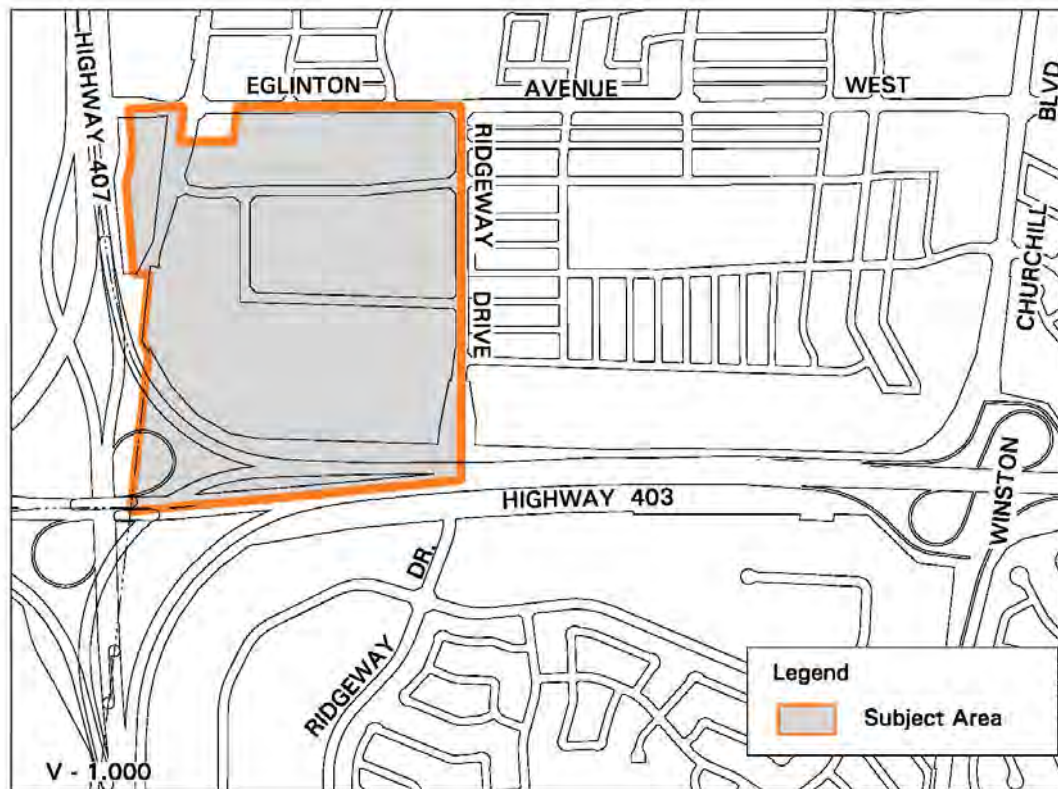 HIGHWAY 407
EGLINTON AVENUE WEST
RIDGEWAY DRIVE
WINSTON CHURCHILL BLVD
HIGHWAY 403
RIDGEWAY DR.
Legend
Subject Area
V - 1.000